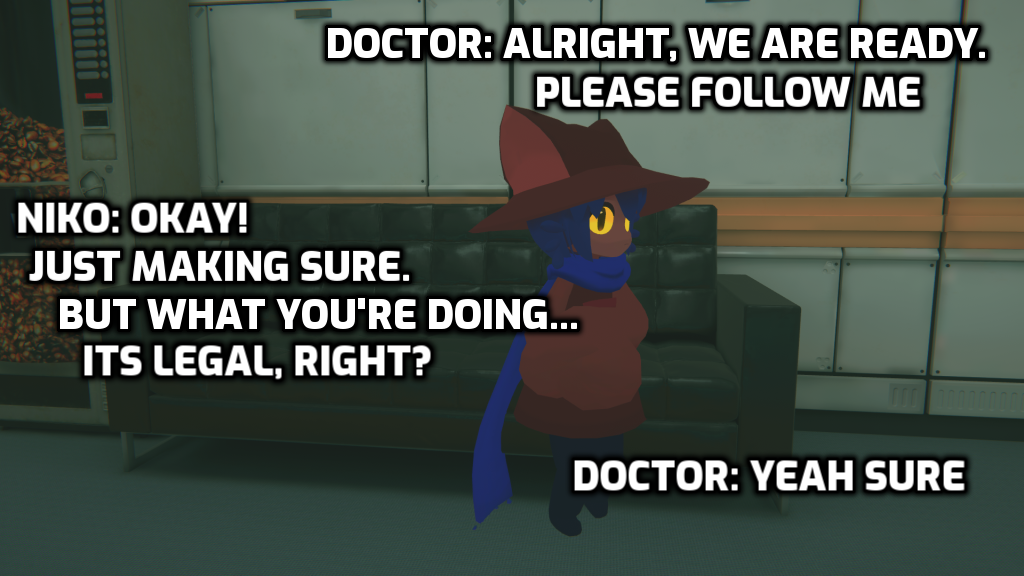 DOCTOR: ALRIGHT, WE ARE READY.
PLEASE FOLLOW ME
NIKO: OKAY!
JUST MAKING SURE.
BUT WHAT YOU'RE DOING...
ITS LEGAL, RIGHT?
DOCTOR: YEAH SURE